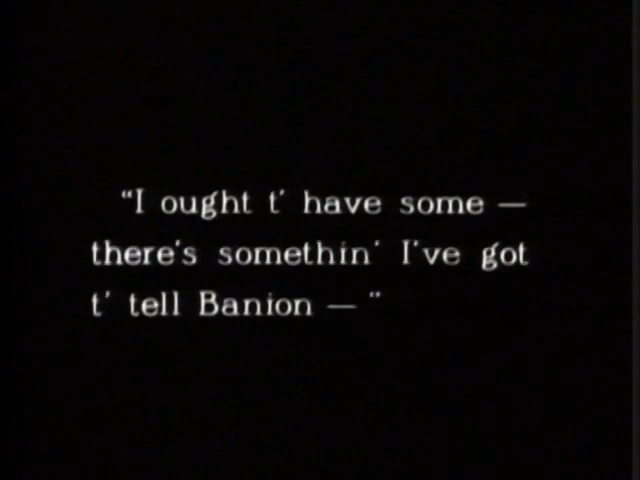 “I ought t' have some —
there's somethin' I've got
t' tell Banion — ”